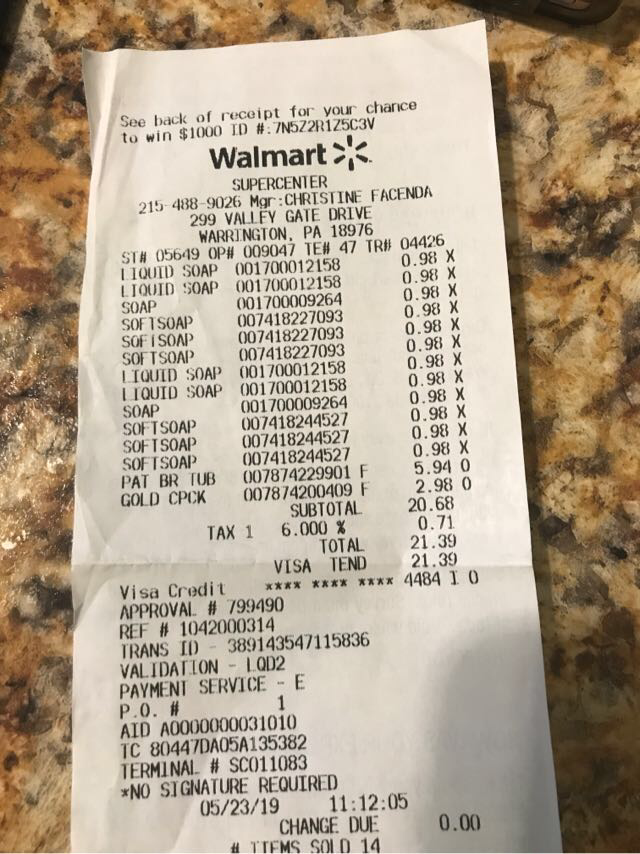 See back of receipt for your chance
to win $1000 ID #:7N5Z2R1Z5C3V
Walmart
SUPERCENTER
215-488-9026 Mgr:CHRISTINE FACENDA
299 VALLEY GATE DRIVE
WARRINGTON, PA 18976
ST# 05649 OP# 009047 TE# 47 TR# 04426
LIQUID SOAP 001700012158 0.98 X
LIQUID SOAP 001700012158 0.98 X
SOAP 001700009264 0.98 X
SOFTSOAP 007418227093 0.98 X
SOFTSOAP 007418227093 0.98 X
SOFTSOAP 007418227093 0.98 X
LIQUID SOAP 001700012158 0.98 X
LIQUID SOAP 001700012158 0.98 X
SOAP 001700009264 0.98 X
SOFTSOAP 007418244527 0.98 X
SOFTSOAP 007418244527 0.98 X
SOFTSOAP 007418244527 0.98 X
PAT BR TUB 007874229901 F 5.94 O
GOLD CPCK 007874200409 F 2.98 O
SUBTOTAL 20.68
TAX 1 6.000 % 0.71
TOTAL 21.39
VISA TEND 21.39
Visa Credit **** **** **** 4484 I 0
APPROVAL # 799490
REF # 1042000314
TRANS ID - 389143547115836
VALIDATION - LQD2
PAYMENT SERVICE - E
P.O. # 1
AID A0000000031010
TC 80447DA05A135382
TERMINAL # SC011083
*NO SIGNATURE REQUIRED
05/23/19 11:12:05
CHANGE DUE 0.00
# ITEMS SOLD 14